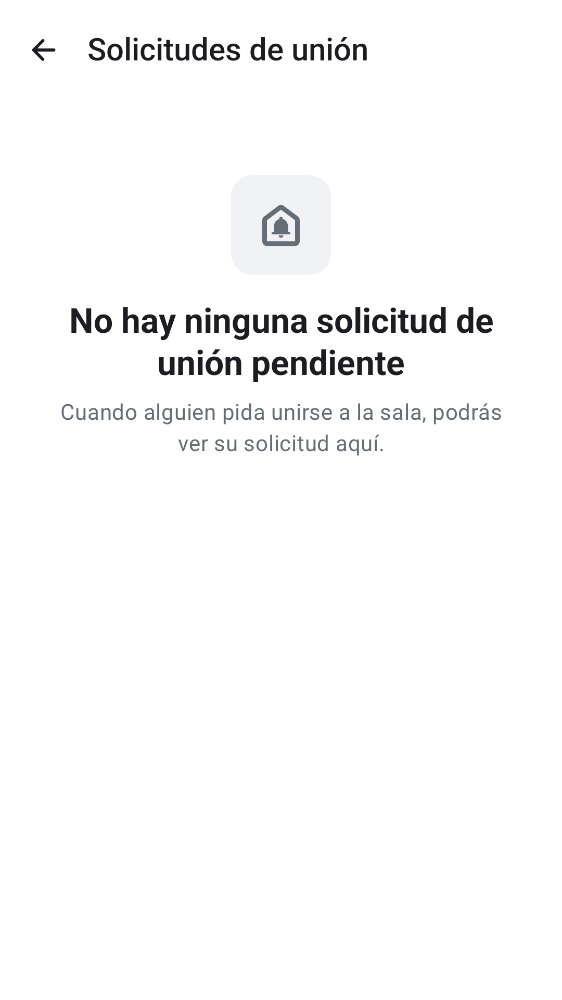 Solicitudes de unión
No hay ninguna solicitud de
unión pendiente
Cuando alguien pida unirse a la sala, podrás
ver su solicitud aquí.